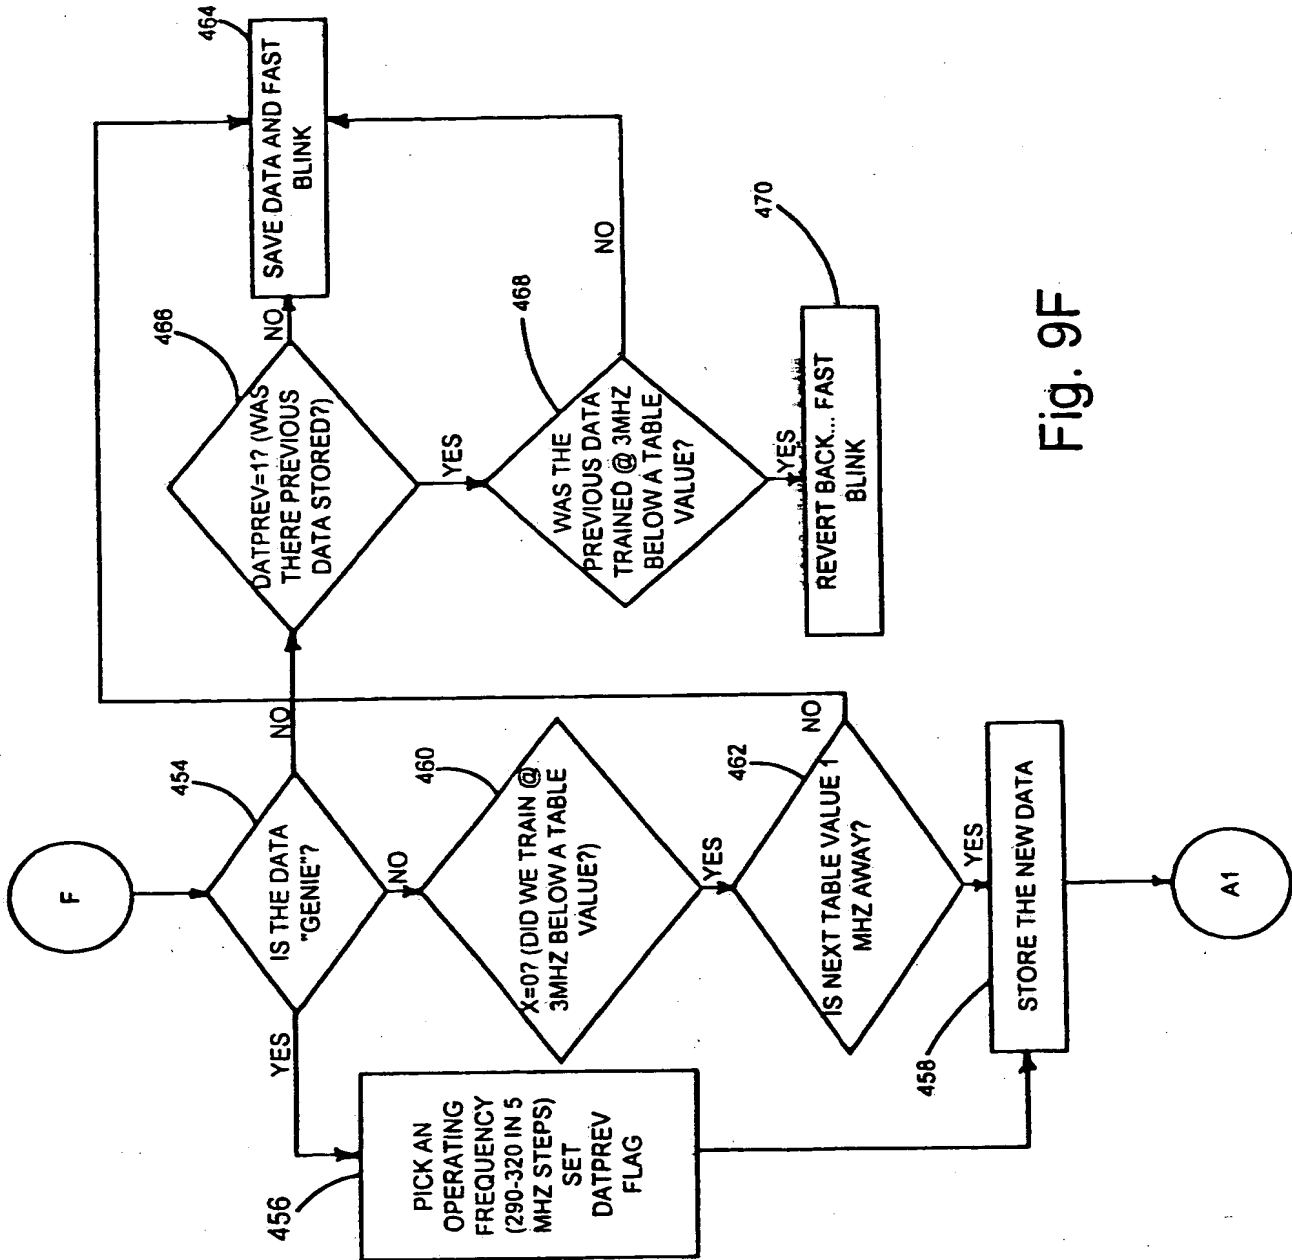 F
454
IS THE DATA
"GENIE"?
YES
NO
NO
456
PICK AN
OPERATING
FREQUENCY
(290-320 IN 5
MHZ STEPS)
SET
DATPREV
FLAG
460
X=0? (DID WE TRAIN @
3MHZ BELOW A TABLE
VALUE?)
YES
462
IS NEXT TABLE VALUE 1
MHZ AWAY?
NO
YES
458
STORE THE NEW DATA
A1
466
DATPREV=1? (WAS
THERE PREVIOUS
DATA STORED?)
NO
YES
464
SAVE DATA AND FAST
BLINK
468
WAS THE
PREVIOUS DATA
TRAINED @ 3MHZ
BELOW A TABLE
VALUE?
NO
YES
470
REVERT BACK... FAST
BLINK
Fig. 9F